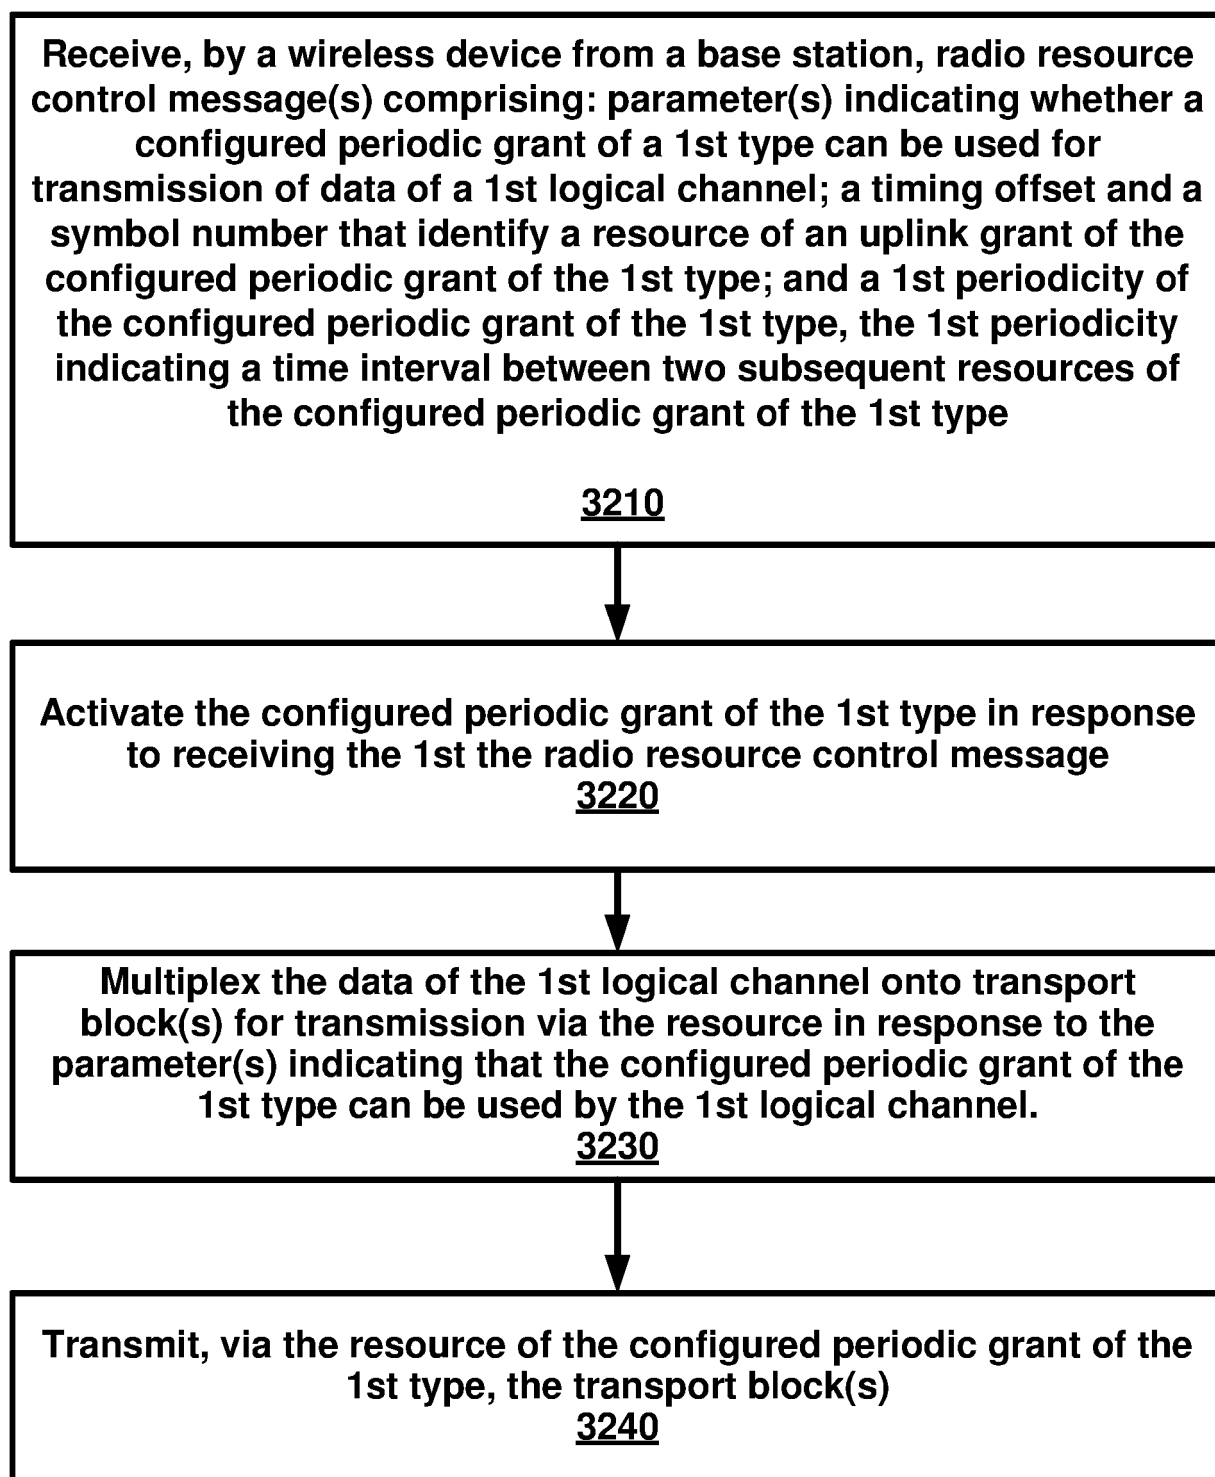 Receive, by a wireless device from a base station, radio resource
control message(s) comprising: parameter(s) indicating whether a
configured periodic grant of a 1st type can be used for
transmission of data of a 1st logical channel; a timing offset and a
symbol number that identify a resource of an uplink grant of the
configured periodic grant of the 1st type; and a 1st periodicity of
the configured periodic grant of the 1st type, the 1st periodicity
indicating a time interval between two subsequent resources of
the configured periodic grant of the 1st type
3210
Activate the configured periodic grant of the 1st type in response
to receiving the 1st the radio resource control message
3220
Multiplex the data of the 1st logical channel onto transport
block(s) for transmission via the resource in response to the
parameter(s) indicating that the configured periodic grant of the
1st type can be used by the 1st logical channel.
3230
Transmit, via the resource of the configured periodic grant of the
1st type, the transport block(s)
3240